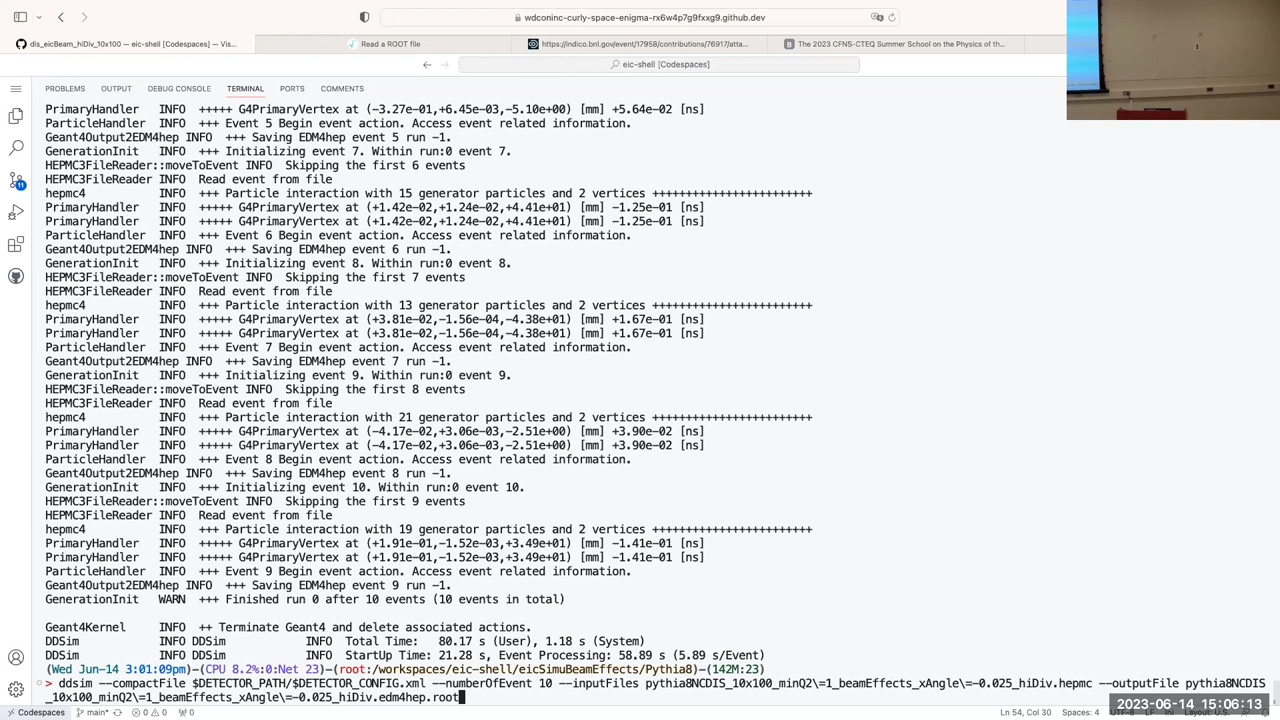 wdconinc-curly-space-enigma-rx6w4p7g9fxxg9.github.dev
dis_eicBeam_hiDiv_10x100 — eic-shell [Codespaces] — Vis...
Read a ROOT file
https://indico.bnl.gov/event/17958/contributions/76917/atta...
The 2023 CFNS-CTEQ Summer School on the Physics of th...
eic-shell [Codespaces]
PROBLEMS OUTPUT DEBUG CONSOLE TERMINAL PORTS COMMENTS
PrimaryHandler INFO +++++ G4PrimaryVertex at (-3.27e-01,+6.45e-03,-5.10e+00) [mm] +5.64e-02 [ns]
ParticleHandler INFO +++ Event 5 Begin event action. Access event related information.
Geant4Output2EDM4hep INFO +++ Saving EDM4hep event 5 run -1.
GenerationInit INFO +++ Initializing event 7. Within run:0 event 7.
HEPMC3FileReader::moveToEvent INFO Skipping the first 6 events
HEPMC3FileReader INFO Read event from file
hepmc4 INFO +++ Particle interaction with 15 generator particles and 2 vertices ++++++++++++++++++++++++
PrimaryHandler INFO +++++ G4PrimaryVertex at (+1.42e-02,+1.24e-02,+4.41e+01) [mm] -1.25e-01 [ns]
PrimaryHandler INFO +++++ G4PrimaryVertex at (+1.42e-02,+1.24e-02,+4.41e+01) [mm] -1.25e-01 [ns]
ParticleHandler INFO +++ Event 6 Begin event action. Access event related information.
Geant4Output2EDM4hep INFO +++ Saving EDM4hep event 6 run -1.
GenerationInit INFO +++ Initializing event 8. Within run:0 event 8.
HEPMC3FileReader::moveToEvent INFO Skipping the first 7 events
HEPMC3FileReader INFO Read event from file
hepmc4 INFO +++ Particle interaction with 13 generator particles and 2 vertices ++++++++++++++++++++++++
PrimaryHandler INFO +++++ G4PrimaryVertex at (+3.81e-02,-1.56e-04,-4.38e+01) [mm] +1.67e-01 [ns]
PrimaryHandler INFO +++++ G4PrimaryVertex at (+3.81e-02,-1.56e-04,-4.38e+01) [mm] +1.67e-01 [ns]
ParticleHandler INFO +++ Event 7 Begin event action. Access event related information.
Geant4Output2EDM4hep INFO +++ Saving EDM4hep event 7 run -1.
GenerationInit INFO +++ Initializing event 9. Within run:0 event 9.
HEPMC3FileReader::moveToEvent INFO Skipping the first 8 events
HEPMC3FileReader INFO Read event from file
hepmc4 INFO +++ Particle interaction with 21 generator particles and 2 vertices ++++++++++++++++++++++++
PrimaryHandler INFO +++++ G4PrimaryVertex at (-4.17e-02,+3.06e-03,-2.51e+00) [mm] +3.90e-02 [ns]
PrimaryHandler INFO +++++ G4PrimaryVertex at (-4.17e-02,+3.06e-03,-2.51e+00) [mm] +3.90e-02 [ns]
ParticleHandler INFO +++ Event 8 Begin event action. Access event related information.
Geant4Output2EDM4hep INFO +++ Saving EDM4hep event 8 run -1.
GenerationInit INFO +++ Initializing event 10. Within run:0 event 10.
HEPMC3FileReader::moveToEvent INFO Skipping the first 9 events
HEPMC3FileReader INFO Read event from file
hepmc4 INFO +++ Particle interaction with 19 generator particles and 2 vertices ++++++++++++++++++++++++
PrimaryHandler INFO +++++ G4PrimaryVertex at (+1.91e-01,-1.52e-03,+3.49e+01) [mm] -1.41e-01 [ns]
PrimaryHandler INFO +++++ G4PrimaryVertex at (+1.91e-01,-1.52e-03,+3.49e+01) [mm] -1.41e-01 [ns]
ParticleHandler INFO +++ Event 9 Begin event action. Access event related information.
Geant4Output2EDM4hep INFO +++ Saving EDM4hep event 9 run -1.
GenerationInit WARN +++ Finished run 0 after 10 events (10 events in total)
Geant4Kernel INFO ++ Terminate Geant4 and delete associated actions.
DDSim INFO DDSim INFO Total Time: 80.17 s (User), 1.18 s (System)
DDSim INFO DDSim INFO StartUp Time: 21.28 s, Event Processing: 58.89 s (5.89 s/Event)
(Wed Jun-14 3:01:09pm)-(CPU 8.2%:0:Net 23)-(root:/workspaces/eic-shell/eicSimuBeamEffects/Pythia8)-(142M:23)
> ddsim --compactFile $DETECTOR_PATH/$DETECTOR_CONFIG.xml --numberOfEvent 10 --inputFiles pythia8NCDIS_10x100_minQ2\=1_beamEffects_xAngle\=-0.025_hiDiv.hepmc --outputFile pythia8NCDIS
_10x100_minQ2\=1_beamEffects_xAngle\=-0.025_hiDiv.edm4hep.root
11
Codespaces main* 0 0 0 Ln 54, Col 30 Spaces: 4
2023-06-14 15:06:13